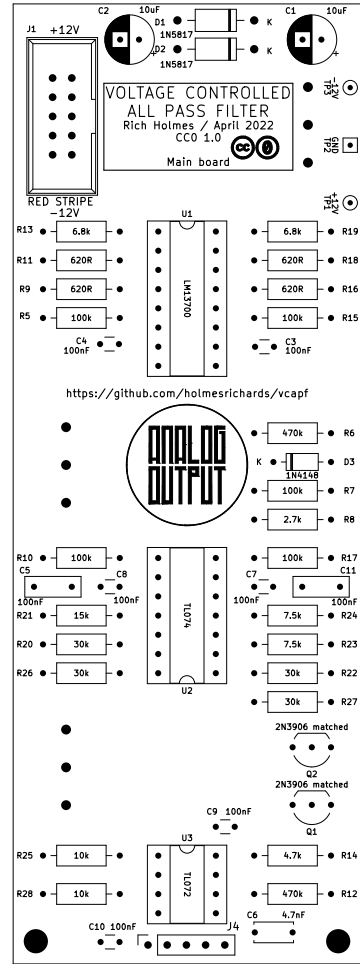 C2 10uF D1 K C1 10uF
J1 +12V
1N5817
D2 K
1N5817
VOLTAGE CONTROLLED
ALL PASS FILTER
Rich Holmes / April 2022
CC0 1.0
cc 0
Main board
-12V
TP3
GND
TP2
+12V
TP1
RED STRIPE
-12V
U1
R13 6.8k 6.8k R19
R11 620R 620R R18
LM13700
R9 620R 620R R16
R5 100k 100k R15
C4 C3
100nF 100nF
https://github.com/holmesrichards/vcapf
ANALOG
OUTPUT
470k R6
K D3
1N4148
100k R7
2.7k R8
R10 100k 100k R17
C5 C8 C7 C11
100nF 100nF 100nF 100nF
TL074
R21 15k 7.5k R24
R20 30k 7.5k R23
R26 30k 30k R22
U2
30k R27
2N3906 matched
Q2
2N3906 matched
Q1
C9 100nF
U3
R25 10k 4.7k R14
TL072
R28 10k 470k R12
C6 4.7nF
J4
C10 100nF